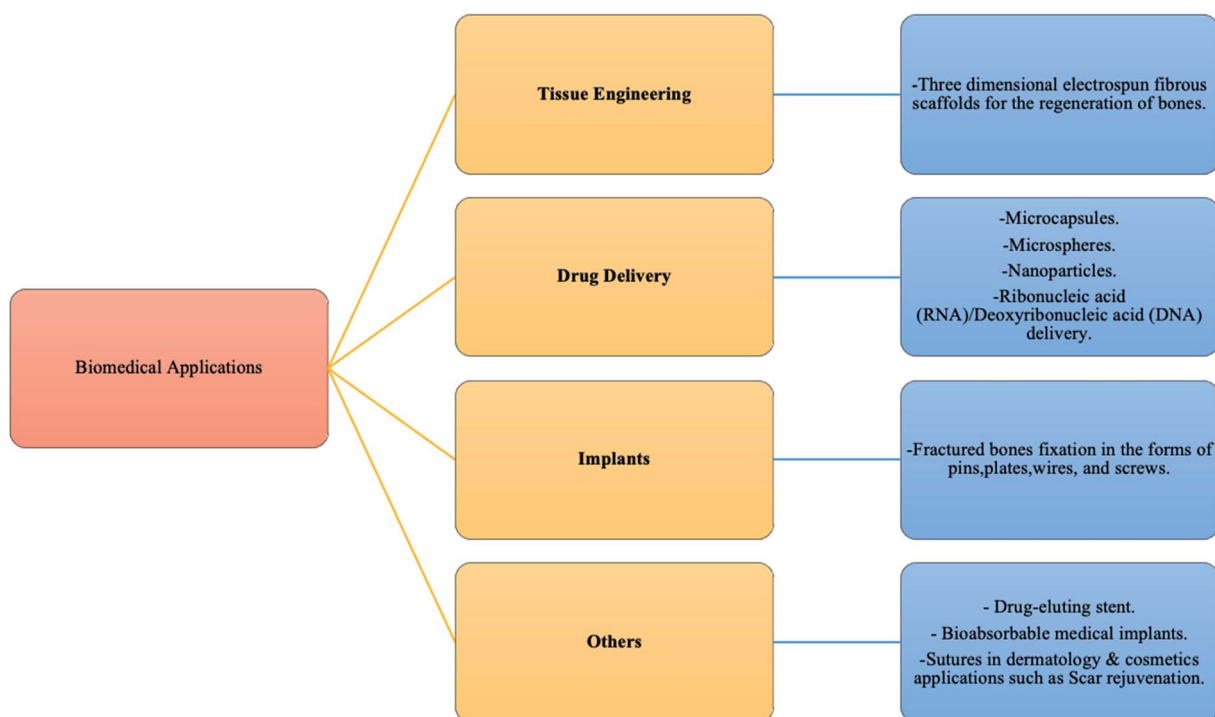 Tissue Engineering
-Three dimensional electrospun fibrous
scaffolds for the regeneration of bones.
Biomedical Applications
Drug Delivery
-Microcapsules.
-Microspheres.
-Nanoparticles.
-Ribonucleic acid
(RNA)/Deoxyribonucleic acid (DNA)
delivery.
Implants
-Fractured bones fixation in the forms of
pins,plates,wires, and screws.
Others
- Drug-eluting stent.
- Bioabsorbable medical implants.
-Sutures in dermatology & cosmetics
applications such as Scar rejuvenation.